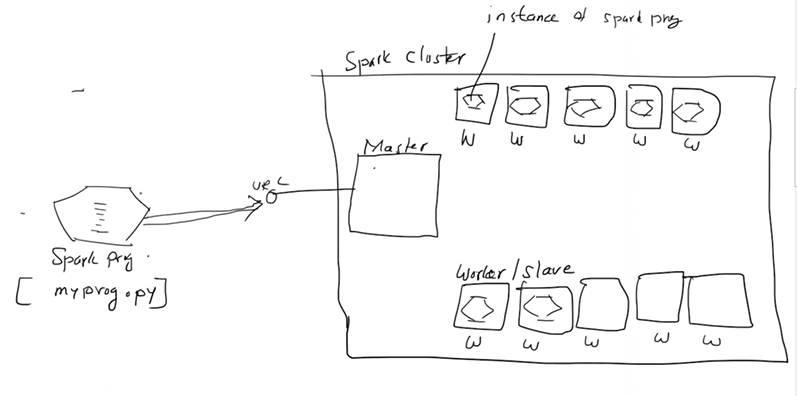 instance of spark prg
Spark Cluster
W W W W W
Master
URL
Spark prg.
[ myprog.py]
Worker/slave
W W W W W